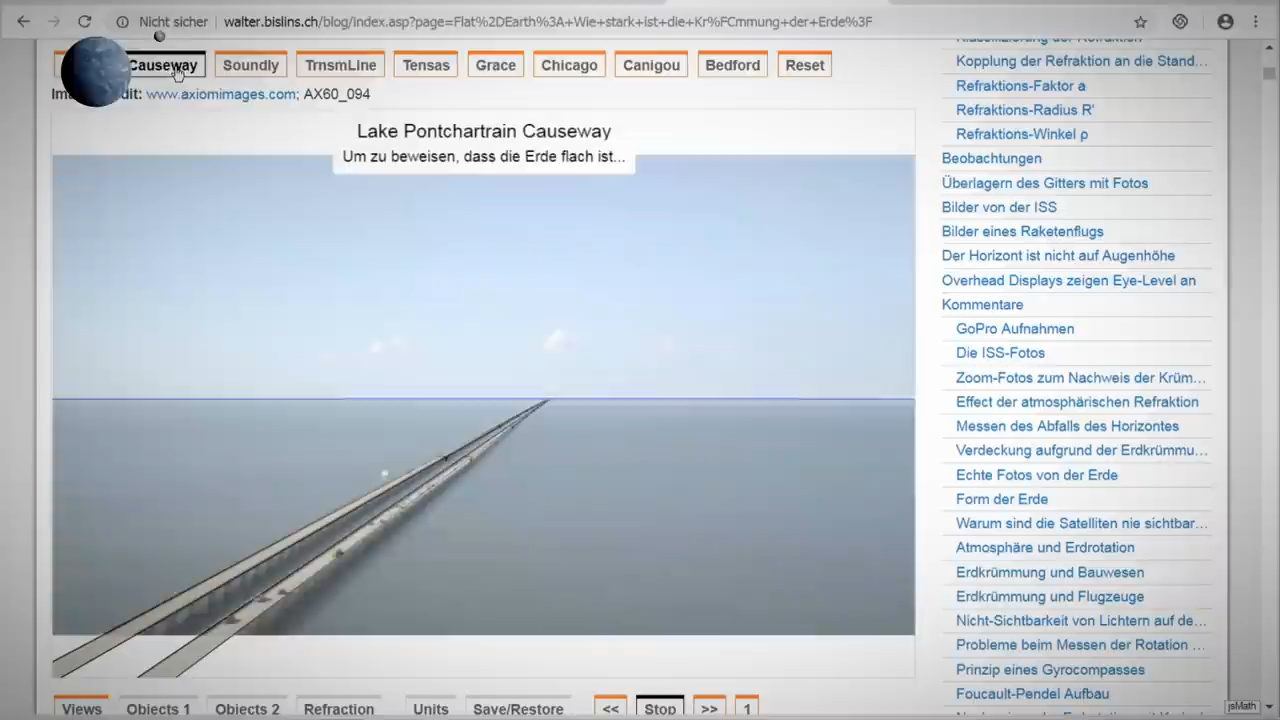 Nicht sicher
walter.bislins.ch/blog/index.asp?page=Flat%2DEarth%3A+Wie+stark+ist+die+Kr%FCmmung+der+Erde%3F
Causeway
Soundly
TrnsmLine
Tensas
Grace
Chicago
Canigou
Bedford
Reset
www.axiomimages.com; AX60_094
Lake Pontchartrain Causeway
Um zu beweisen, dass die Erde flach ist...
Views
Objects 1
Objects 2
Refraction
Units
Save/Restore
<<
Stop
>>
1
Klassifizierung der Refraktion
Kopplung der Refraktion an die Stand...
Refraktions-Faktor a
Refraktions-Radius R'
Refraktions-Winkel ρ
Beobachtungen
Überlagern des Gitters mit Fotos
Bilder von der ISS
Bilder eines Raketenflugs
Der Horizont ist nicht auf Augenhöhe
Overhead Displays zeigen Eye-Level an
Kommentare
GoPro Aufnahmen
Die ISS-Fotos
Zoom-Fotos zum Nachweis der Krüm...
Effect der atmosphärischen Refraktion
Messen des Abfalls des Horizontes
Verdeckung aufgrund der Erdkrümmu...
Echte Fotos von der Erde
Form der Erde
Warum sind die Satelliten nie sichtbar...
Atmosphäre und Erdrotation
Erdkrümmung und Bauwesen
Erdkrümmung und Flugzeuge
Nicht-Sichtbarkeit von Lichtern auf de...
Probleme beim Messen der Rotation ...
Prinzip eines Gyrocompasses
Foucault-Pendel Aufbau
jsMath